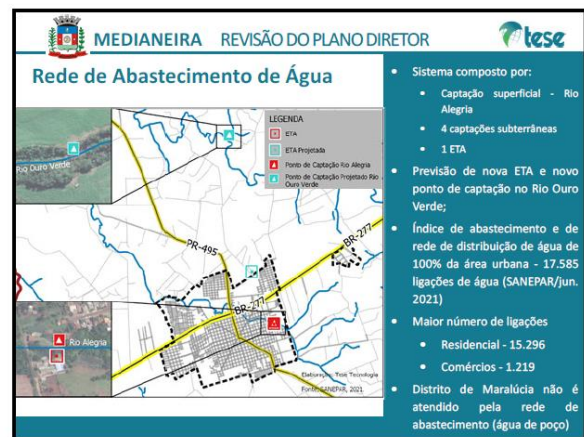 MEDIANEIRA REVISÃO DO PLANO DIRETOR
tese
Rede de Abastecimento de Água
Rio Ouro Verde
LEGENDA
ETA
ETA Projetada
Ponto de Captação Rio Alegria
Ponto de Captação Projetado Rio
Ouro Verde
PR-495
BR-277
BR-277
Rio Alegria
Elaboração: Tese Tecnologia
Fonte: SANEPAR, 2021
• Sistema composto por:
• Captação superficial - Rio
Alegria
• 4 captações subterrâneas
• 1 ETA
• Previsão de nova ETA e novo
ponto de captação no Rio Ouro
Verde;
• Índice de abastecimento e de
rede de distribuição de água de
100% da área urbana - 17.585
ligações de água (SANEPAR/jun.
2021)
• Maior número de ligações
• Residencial - 15.296
• Comércios - 1.219
• Distrito de Maralúcia não é
atendido pela rede de
abastecimento (água de poço)